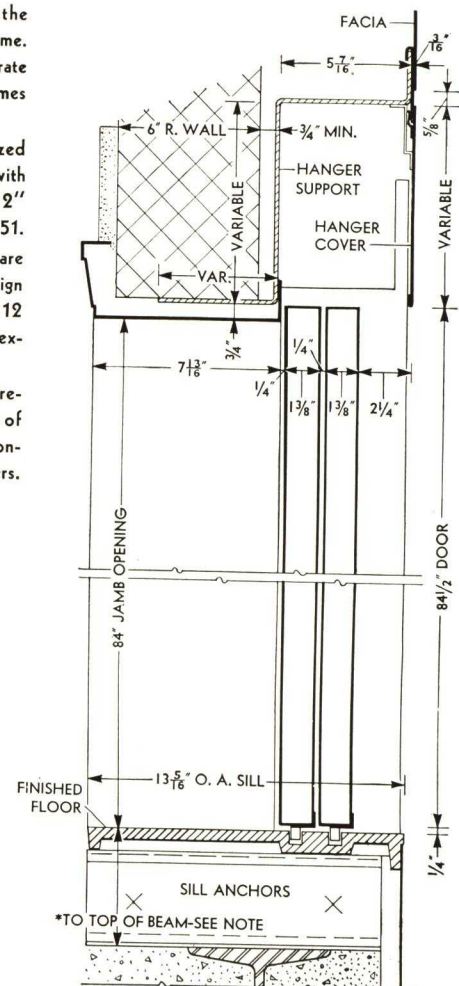 the
me.
rate
mes
zed
with
2"
51.
are
ign
12
ex-
re-
of
on-
rs.
FACIA
3/16"
5 7/16"
5/8"
6" R. WALL
3/4" MIN.
HANGER
SUPPORT
VARIABLE
VARIABLE
HANGER
COVER
VAR.
3/4"
7 13/16"
1/4"
1/4"
1 3/8"
1 3/8"
2 1/4"
84" JAMB OPENING
84 1/2" DOOR
13 5/16" O. A. SILL
FINISHED
FLOOR
1/4"
SILL ANCHORS
*TO TOP OF BEAM-SEE NOTE